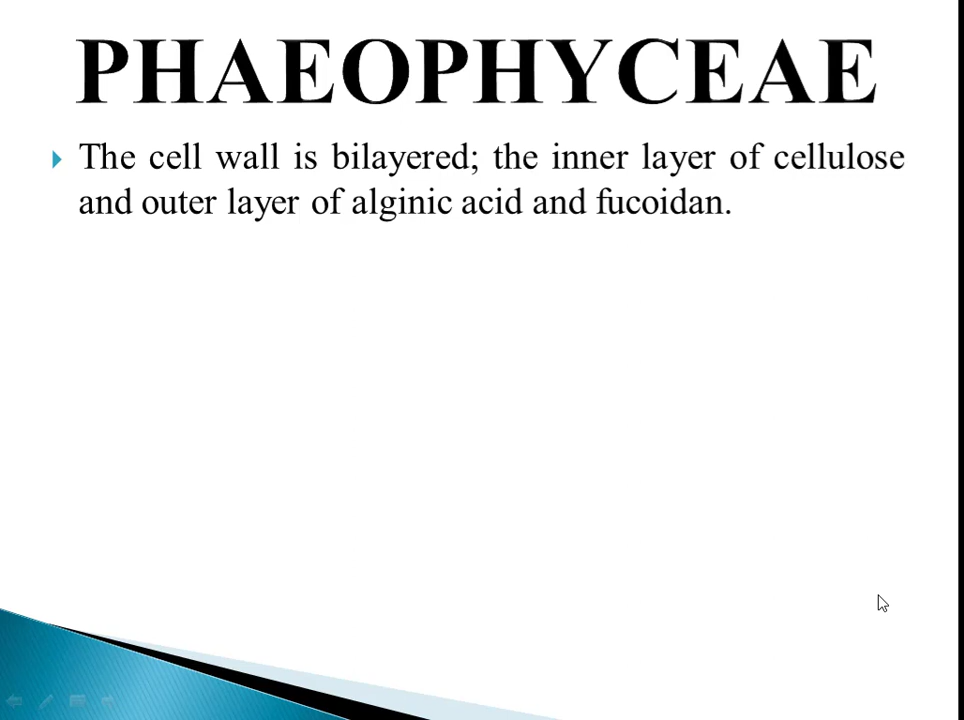 PHAEOPHYCEAE
The cell wall is bilayered; the inner layer of cellulose
and outer layer of alginic acid and fucoidan.